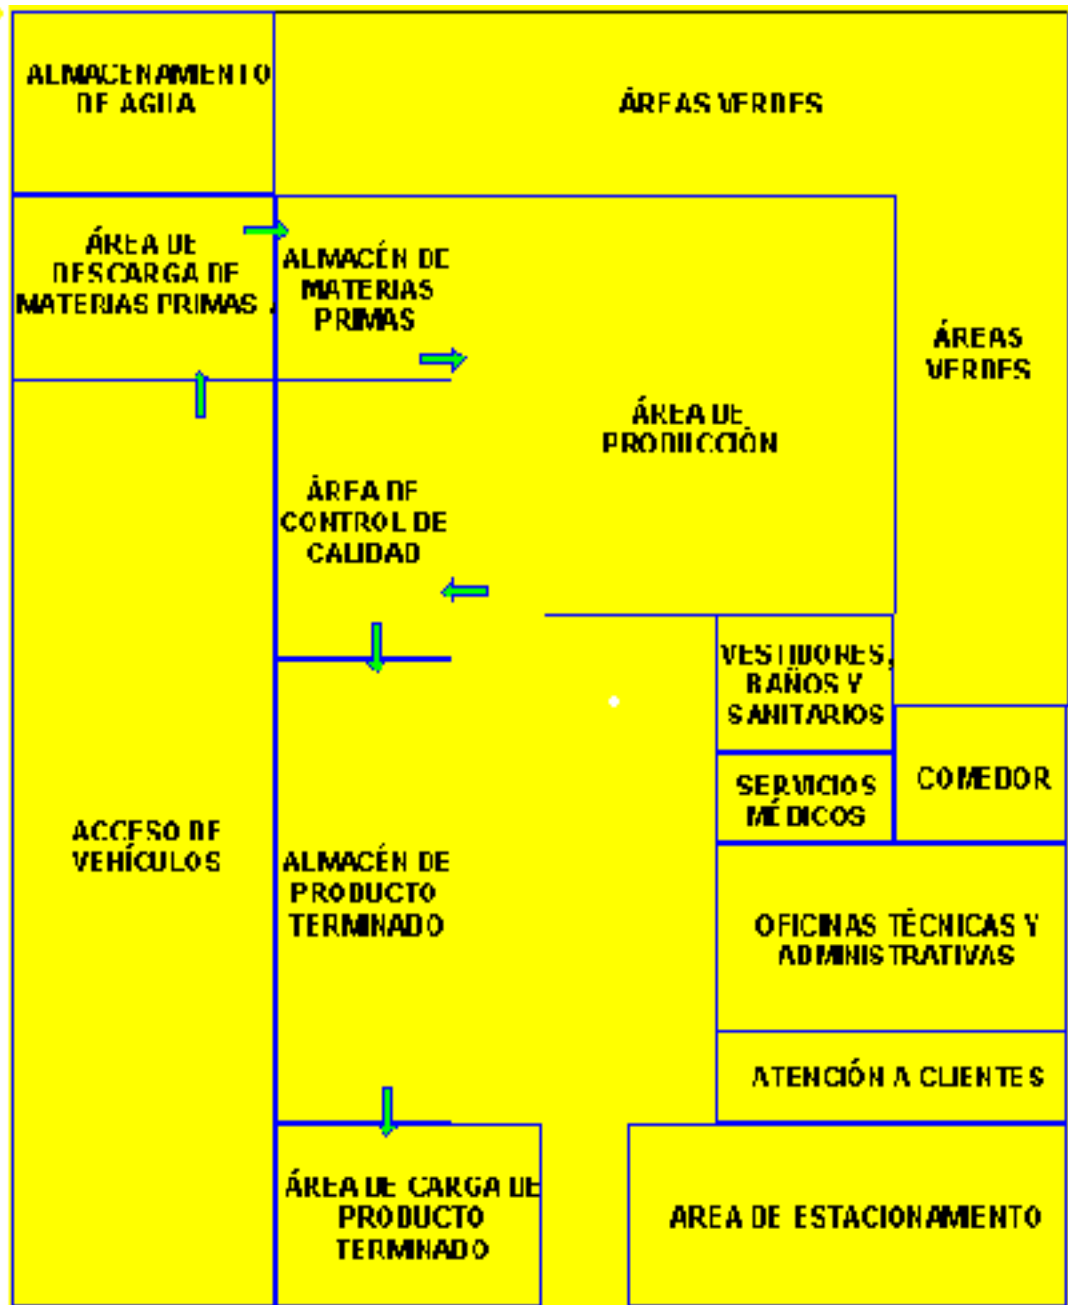 ALMACENAMIENTO
DE AGUA
ÁREAS VERDES
ÁREA DE
DESCARGA DE
MATERIAS PRIMAS .
ALMACÉN DE
MATERIAS
PRIMAS
ÁREAS
VERDES
ÁREA DE
PRODUCCIÓN
ÁREA DE
CONTROL DE
CALIDAD
VESTIDORES,
BAÑOS Y
SANITARIOS
SERVICIOS
MÉDICOS
COMEDOR
ACCESO DE
VEHÍCULOS
ALMACÉN DE
PRODUCTO
TERMINADO
OFICINAS TÉCNICAS Y
ADMINISTRATIVAS
ATENCIÓN A CLIENTES
ÁREA DE CARGA DE
PRODUCTO
TERMINADO
AREA DE ESTACIONAMIENTO